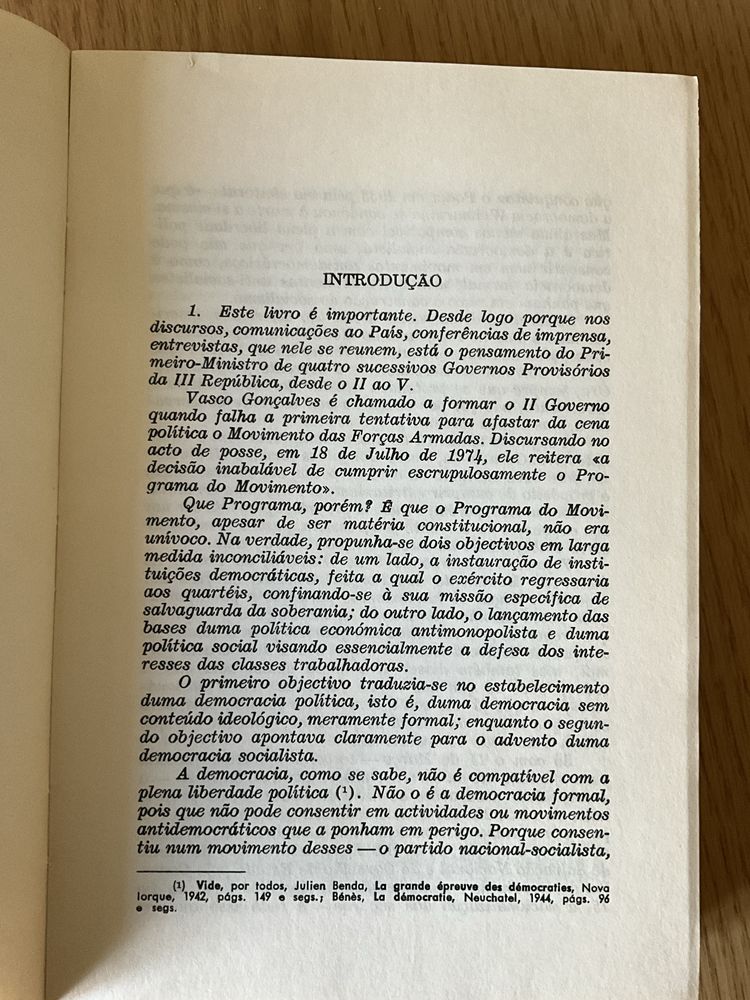 INTRODUÇÃO
1. Este livro é importante. Desde logo porque nos
discursos, comunicações ao País, conferências de imprensa,
entrevistas, que nele se reunem, está o pensamento do Pri-
meiro-Ministro de quatro sucessivos Governos Provisórios
da III República, desde o II ao V.
Vasco Gonçalves é chamado a formar o II Governo
quando falha a primeira tentativa para afastar da cena
política o Movimento das Forças Armadas. Discursando no
acto de posse, em 18 de Julho de 1974, ele reitera «a
decisão inabalável de cumprir escrupulosamente o Pro-
grama do Movimento».
Que Programa, porém? É que o Programa do Movi-
mento, apesar de ser matéria constitucional, não era
unívoco. Na verdade, propunha-se dois objectivos em larga
medida inconciliáveis: de um lado, a instauração de insti-
tuições democráticas, feita a qual o exército regressaria
aos quartéis, confinando-se à sua missão específica de
salvaguarda da soberania; do outro lado, o lançamento das
bases duma política económica antimonopolista e duma
política social visando essencialmente a defesa dos inte-
resses das classes trabalhadoras.
O primeiro objectivo traduzia-se no estabelecimento
duma democracia política, isto é, duma democracia sem
conteúdo ideológico, meramente formal; enquanto o segun-
do objectivo apontava claramente para o advento duma
democracia socialista.
A democracia, como se sabe, não é compatível com a
plena liberdade política (¹). Não o é a democracia formal,
pois que não pode consentir em actividades ou movimentos
antidemocráticos que a ponham em perigo. Porque consen-
tiu num movimento desses — o partido nacional-socialista,
(1) Vide, por todos, Julien Benda, La grande épreuve des démocraties, Nova
Iorque, 1942, págs. 149 e segs.; Bénès, La démocratie, Neuchatel, 1944, págs. 96
e segs.